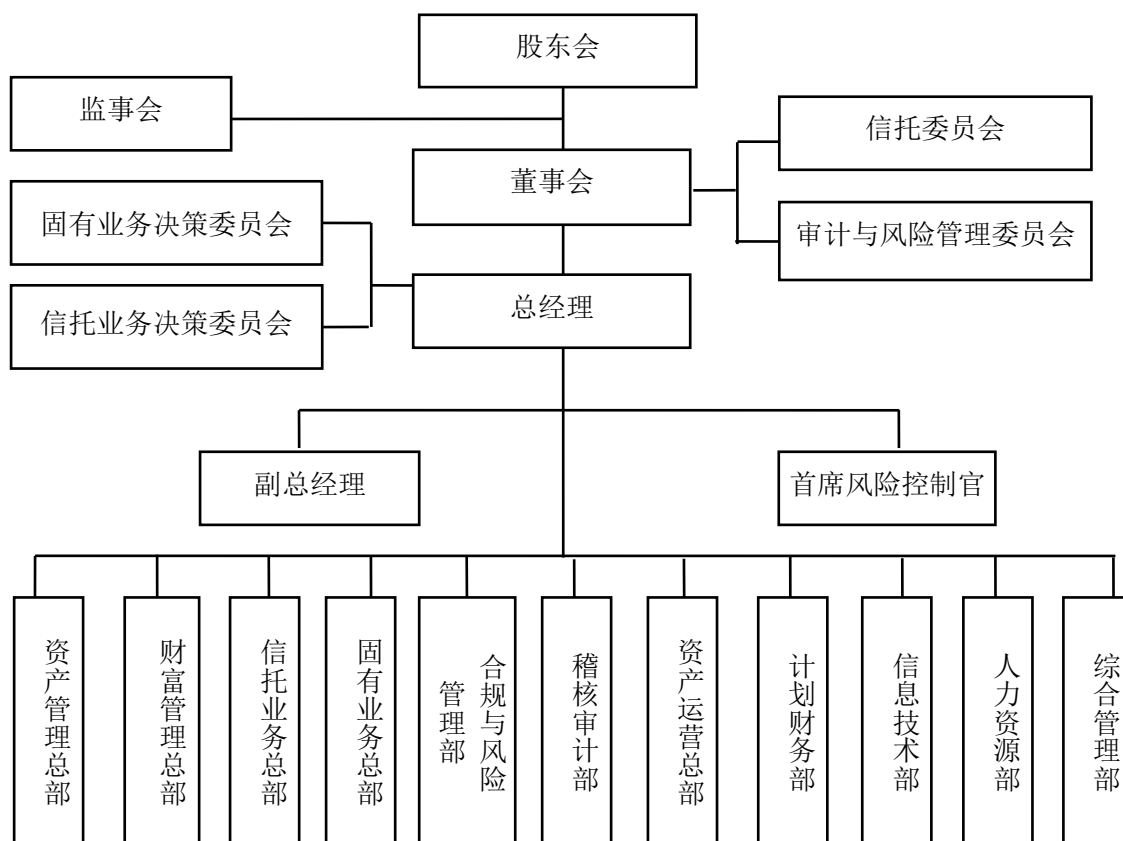 股东会
监事会
信托委员会
董事会
固有业务决策委员会
审计与风险管理委员会
总经理
信托业务决策委员会
副总经理
首席风险控制官
资产管理总部
财富管理总部
信托业务总部
固有业务总部
合规与风险
管理部
稽核审计部
资产运营总部
计划财务部
信息技术部
人力资源部
综合管理部